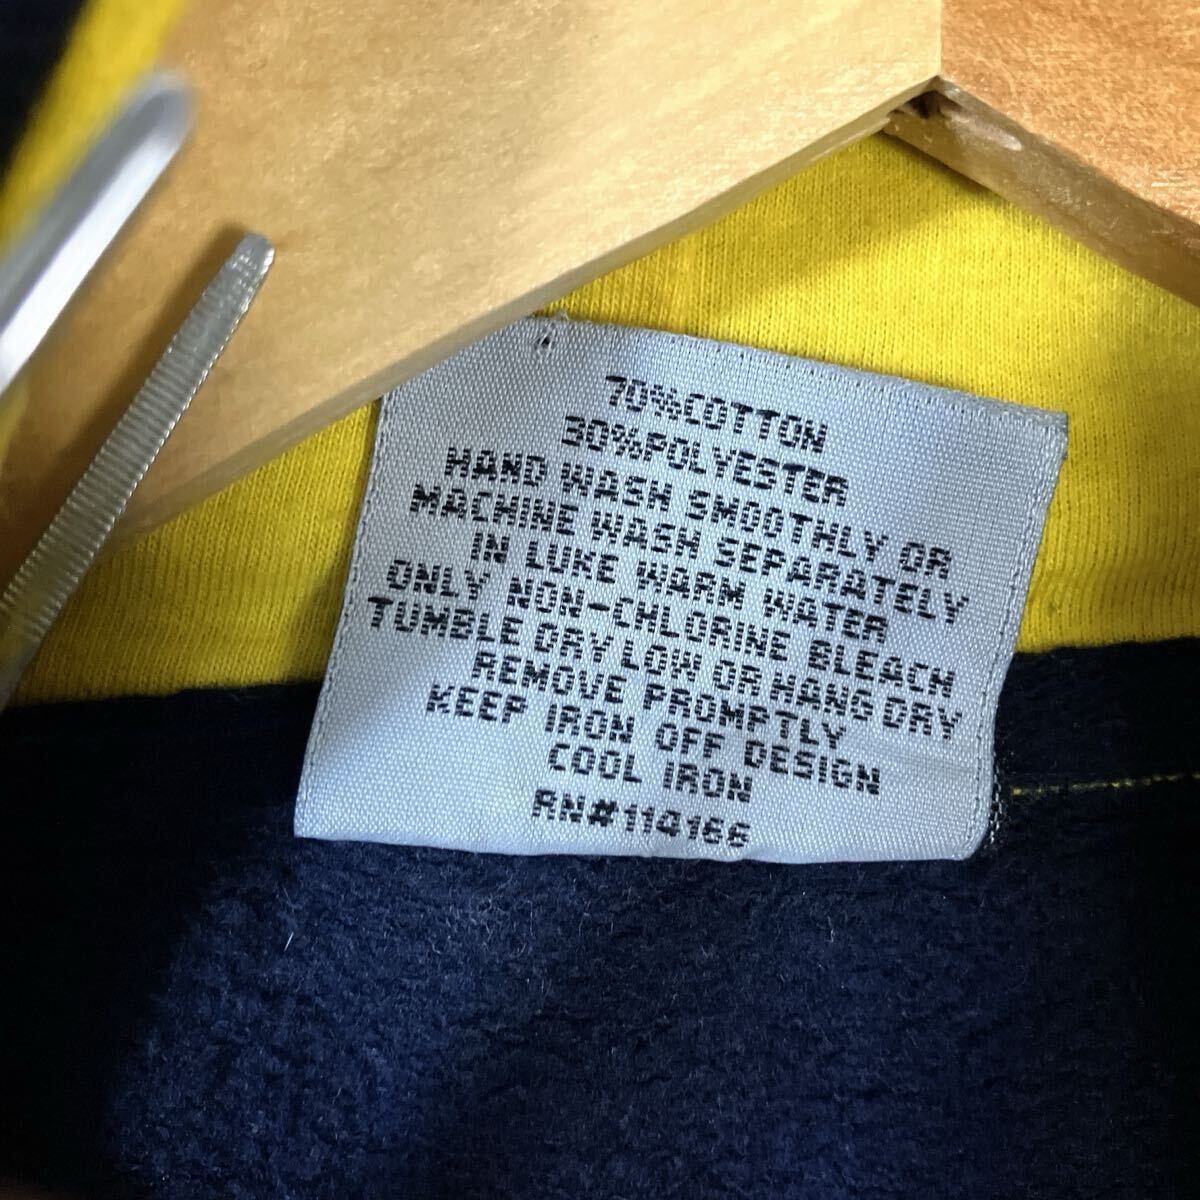 70%COTTON
30%POLYESTER
HAND WASH SMOOTHLY OR
MACHINE WASH SEPARATELY
IN LUKE WARM WATER
ONLY NON-CHLORINE BLEACH
TUMBLE DRY LOW OR HANG DRY
REMOVE PROMPTLY
KEEP IRON OFF DESIGN
COOL IRON
RN#114166